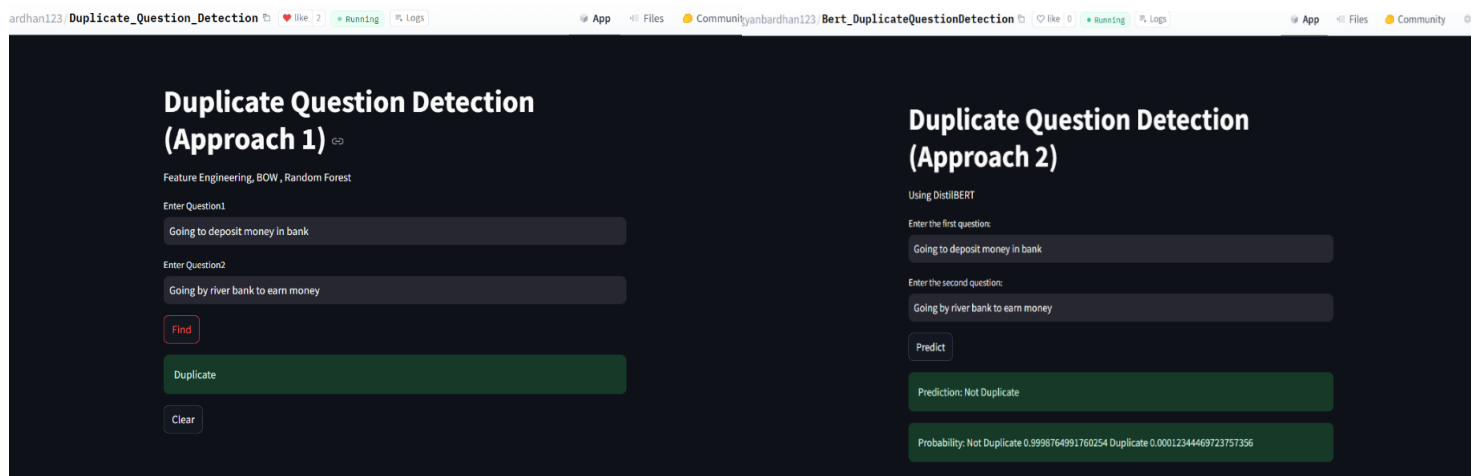 ardhan123/Duplicate_Question_Detection like 2 Running Logs App Files
yanbardhan123/Bert_DuplicateQuestionDetection like 0 Running Logs App Files Community
Duplicate Question Detection
(Approach 1)
Feature Engineering, BOW , Random Forest
Enter Question1
Going to deposit money in bank
Enter Question2
Going by river bank to earn money
Find
Duplicate
Clear
Duplicate Question Detection
(Approach 2)
Using DistilBERT
Enter the first question:
Going to deposit money in bank
Enter the second question:
Going by river bank to earn money
Predict
Prediction: Not Duplicate
Probability: Not Duplicate 0.9998764991760254 Duplicate 0.00012344469723757356